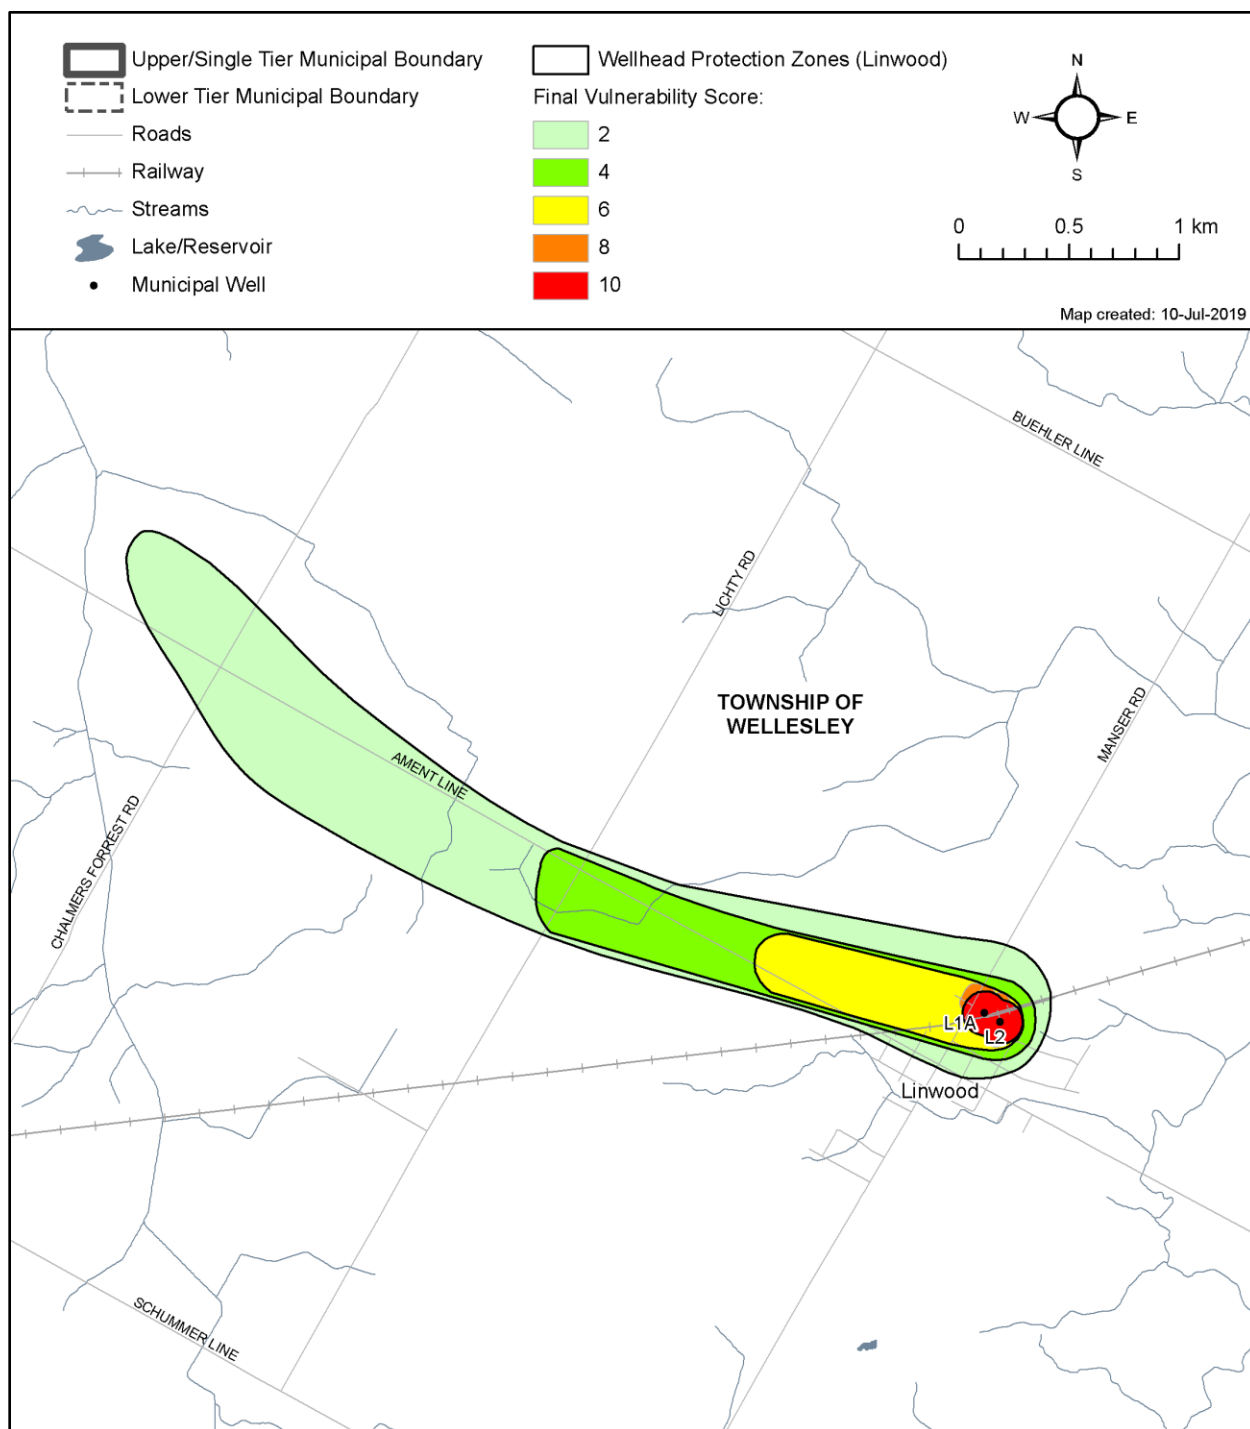 Upper/Single Tier Municipal Boundary
Lower Tier Municipal Boundary
Roads
Railway
Streams
Lake/Reservoir
Municipal Well
Wellhead Protection Zones (Linwood)
Final Vulnerability Score:
2
4
6
8
10
N
W E
S
0 0.5 1 km
Map created: 10-Jul-2019
BUEHLER LINE
LICHTY RD
TOWNSHIP OF
WELLESLEY
MANSER RD
AMENT LINE
CHALMERS FORREST RD
L1A
L2
Linwood
SCHUMMER LINE